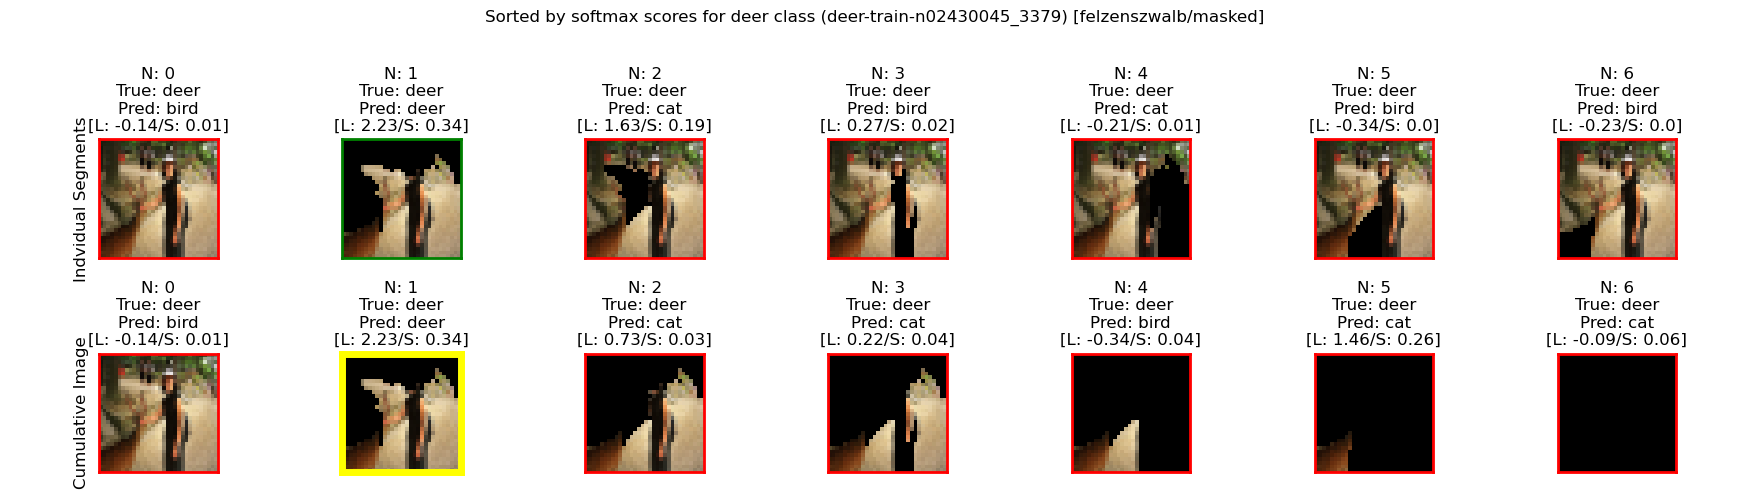 Sorted by softmax scores for deer class (deer-train-n02430045_3379) [felzenszwalb/masked]
Indvidual Segments
N: 0
True: deer
Pred: bird
[L: -0.14/S: 0.01]
N: 1
True: deer
Pred: deer
[L: 2.23/S: 0.34]
N: 2
True: deer
Pred: cat
[L: 1.63/S: 0.19]
N: 3
True: deer
Pred: bird
[L: 0.27/S: 0.02]
N: 4
True: deer
Pred: cat
[L: -0.21/S: 0.01]
N: 5
True: deer
Pred: bird
[L: -0.34/S: 0.0]
N: 6
True: deer
Pred: bird
[L: -0.23/S: 0.0]
Cumulative Image
N: 0
True: deer
Pred: bird
[L: -0.14/S: 0.01]
N: 1
True: deer
Pred: deer
[L: 2.23/S: 0.34]
N: 2
True: deer
Pred: cat
[L: 0.73/S: 0.03]
N: 3
True: deer
Pred: cat
[L: 0.22/S: 0.04]
N: 4
True: deer
Pred: bird
[L: -0.34/S: 0.04]
N: 5
True: deer
Pred: cat
[L: 1.46/S: 0.26]
N: 6
True: deer
Pred: cat
[L: -0.09/S: 0.06]